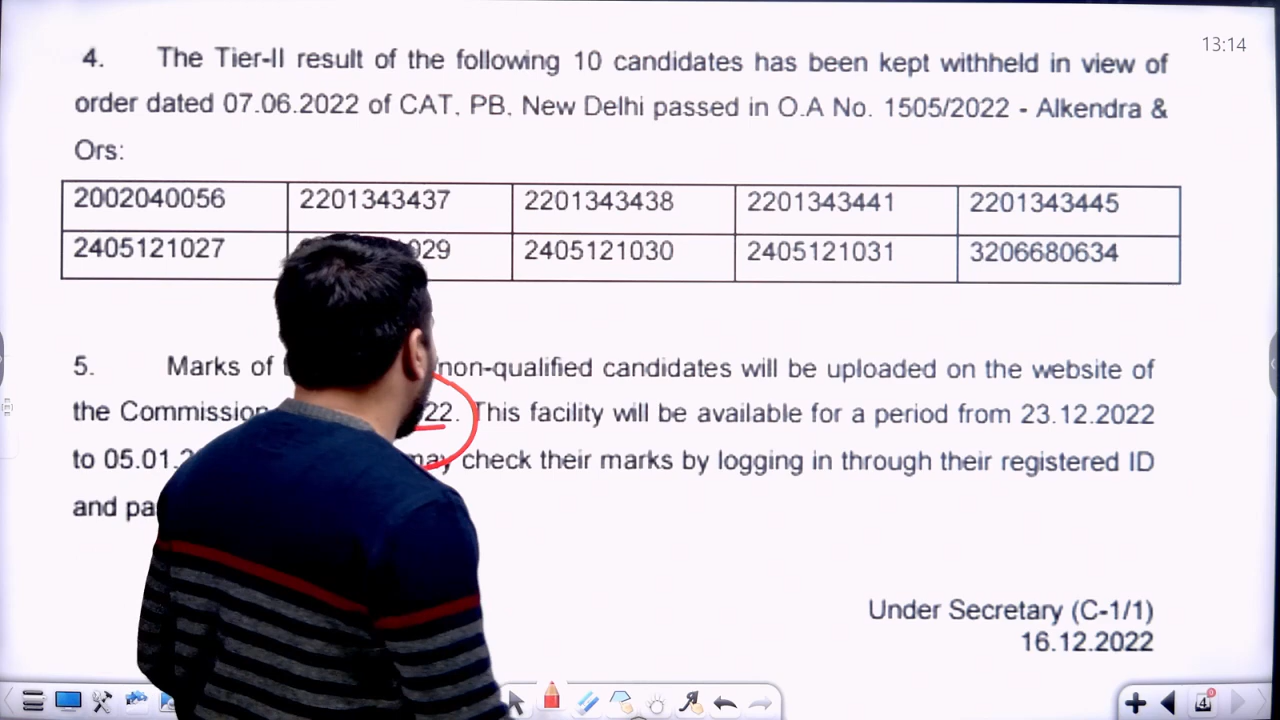 13:14
4. The Tier-II result of the following 10 candidates has been kept withheld in view of
order dated 07.06.2022 of CAT, PB, New Delhi passed in O.A No. 1505/2022 - Alkendra &
Ors:
2002040056 2201343437 2201343438 2201343441 2201343445
2405121027 029 2405121030 2405121031 3206680634
5. Marks of non-qualified candidates will be uploaded on the website of
the Commission 22. This facility will be available for a period from 23.12.2022
to 05.01. may check their marks by logging in through their registered ID
and
Under Secretary (C-1/1)
16.12.2022
4